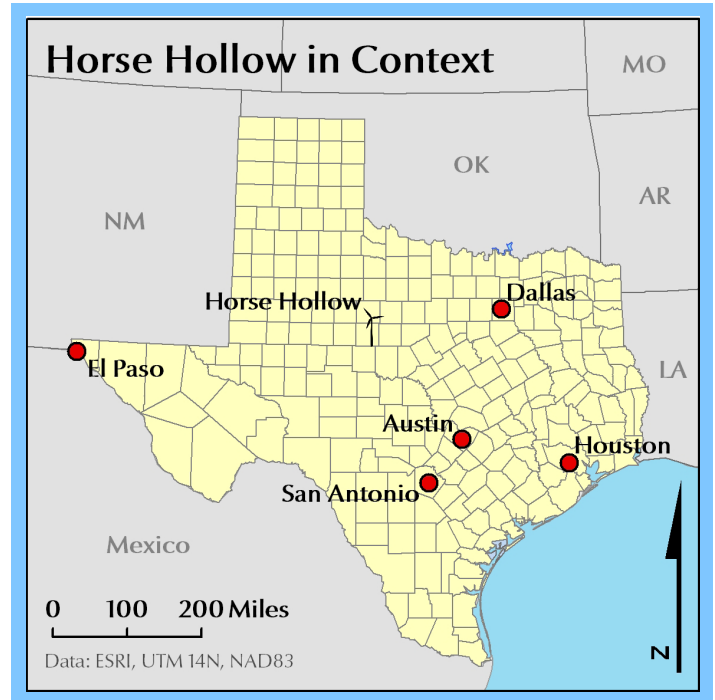 Horse Hollow in Context
MO
OK
AR
NM
Horse Hollow
Dallas
El Paso
LA
Austin
Houston
San Antonio
Mexico
0 100 200 Miles
N
Data: ESRI, UTM 14N, NAD83